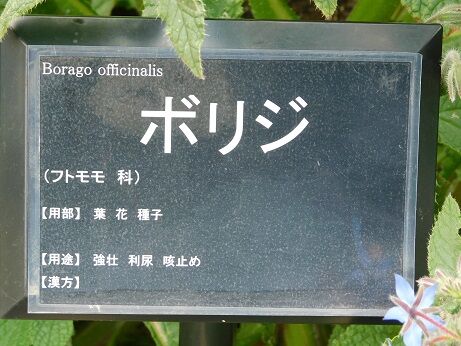 Borago officinalis
ボリジ
（フトモモ 科）
【用部】 葉 花 種子
【用途】 強壮 利尿 咳止め
【漢方】